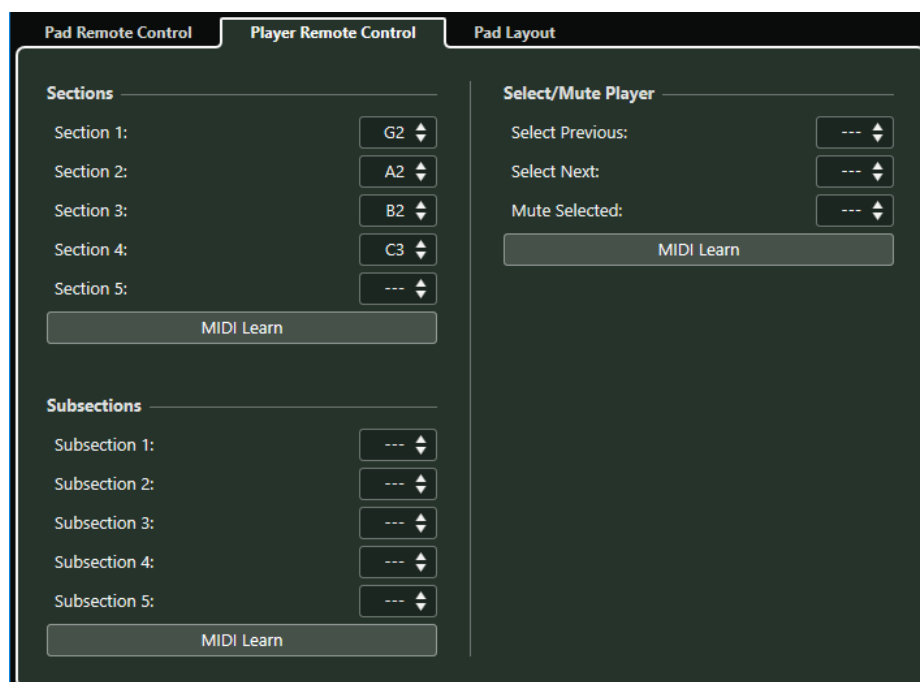 Pad Remote Control
Player Remote Control
Pad Layout
Sections
Section 1: G2
Section 2: A2
Section 3: B2
Section 4: C3
Section 5: ---
MIDI Learn
Subsections
Subsection 1: ---
Subsection 2: ---
Subsection 3: ---
Subsection 4: ---
Subsection 5: ---
MIDI Learn
Select/Mute Player
Select Previous: ---
Select Next: ---
Mute Selected: ---
MIDI Learn